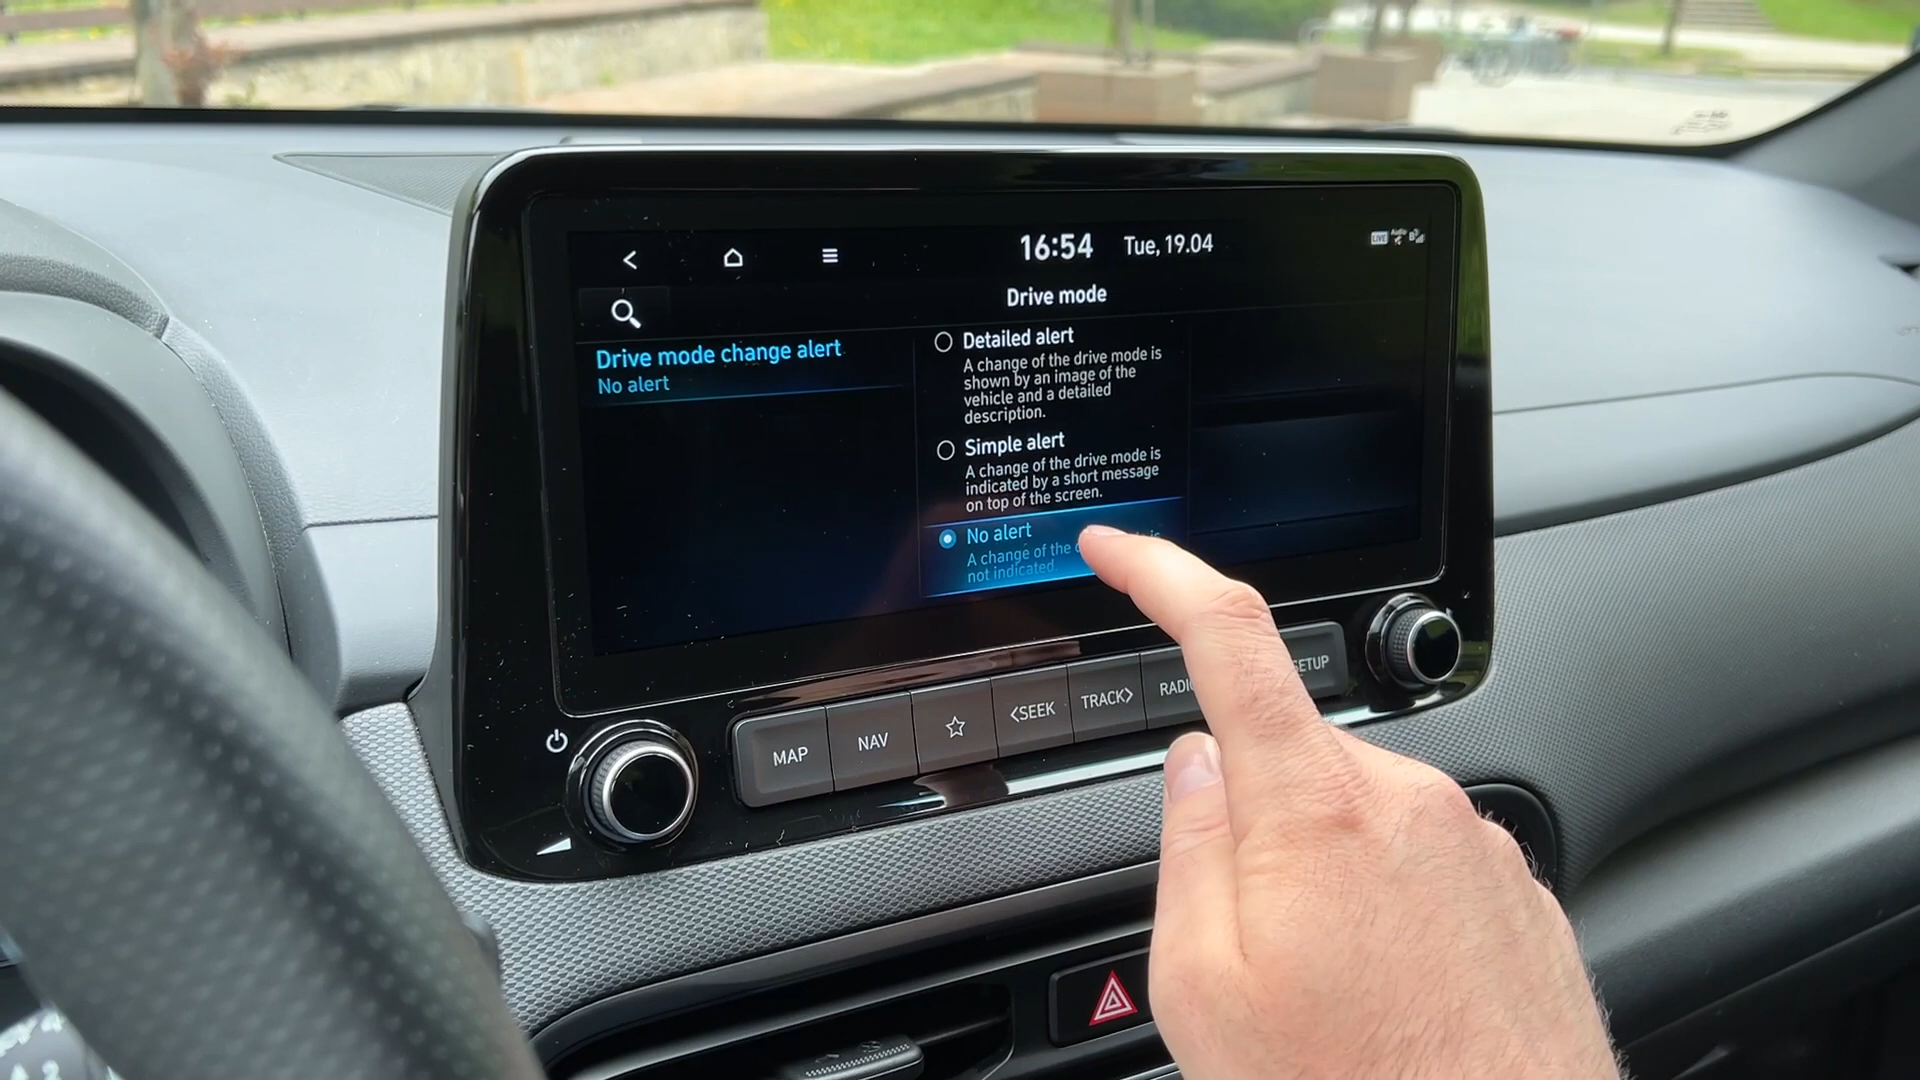 16:54 Tue, 19.04
LIVE
Drive mode
Drive mode change alert
No alert
Detailed alert
A change of the drive mode is
shown by an image of the
vehicle and a detailed
description.
Simple alert
A change of the drive mode is
indicated by a short message
on top of the screen.
No alert
A change of the
not indicated.
MAP
NAV
<SEEK
TRACK>
SETUP